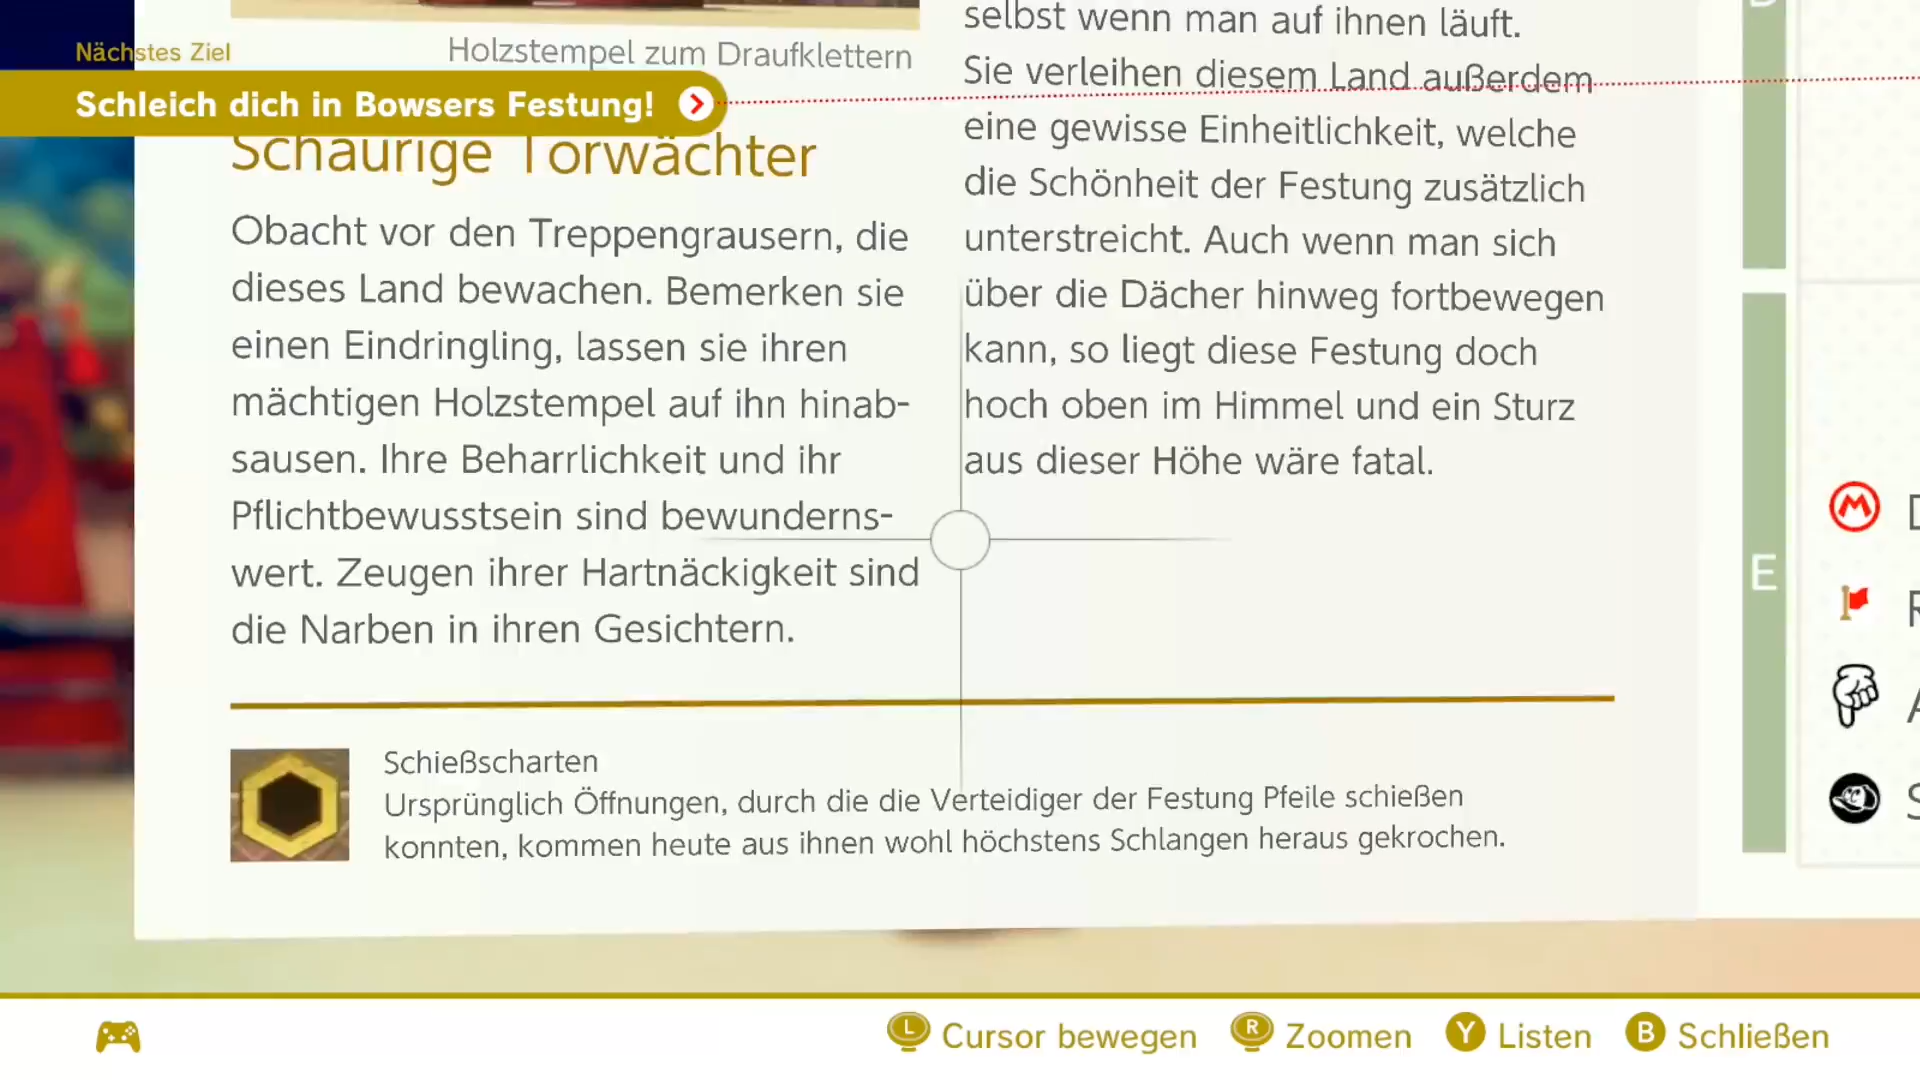 Nächstes Ziel
Schleich dich in Bowsers Festung!
Holzstempel zum Draufklettern
Schaurige Torwächter
Obacht vor den Treppengrausern, die
dieses Land bewachen. Bemerken sie
einen Eindringling, lassen sie ihren
mächtigen Holzstempel auf ihn hinab-
sausen. Ihre Beharrlichkeit und ihr
Pflichtbewusstsein sind bewunderns-
wert. Zeugen ihrer Hartnäckigkeit sind
die Narben in ihren Gesichtern.
selbst wenn man auf ihnen läuft.
Sie verleihen diesem Land außerdem
eine gewisse Einheitlichkeit, welche
die Schönheit der Festung zusätzlich
unterstreicht. Auch wenn man sich
über die Dächer hinweg fortbewegen
kann, so liegt diese Festung doch
hoch oben im Himmel und ein Sturz
aus dieser Höhe wäre fatal.
Schießscharten
Ursprünglich Öffnungen, durch die die Verteidiger der Festung Pfeile schießen
konnten, kommen heute aus ihnen wohl höchstens Schlangen heraus gekrochen.
E
L Cursor bewegen R Zoomen Y Listen B Schließen